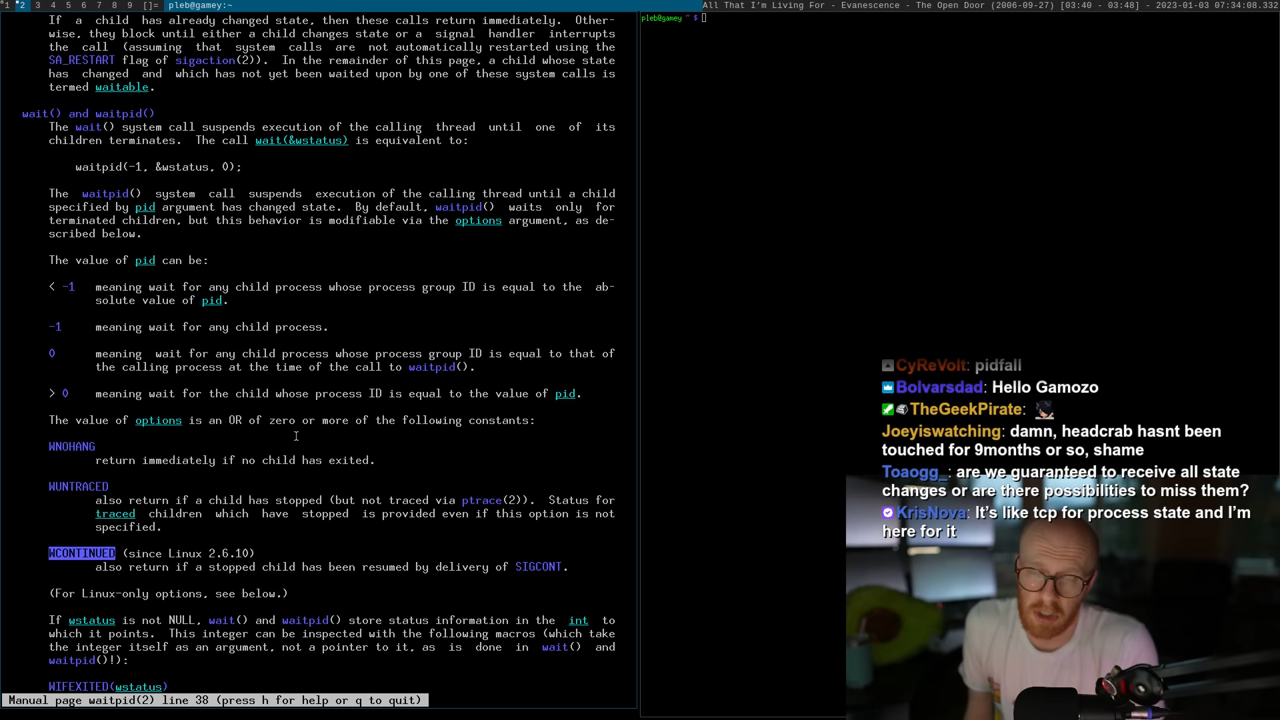 1 2 3 4 5 6 7 8 9 []= pleb@gamey:~
All That I'm Living For - Evanescence - The Open Door (2006-09-27) [03:40 - 03:48] - 2023-01-03 07:34:08.332
If a child has already changed state, then these calls return immediately. Other-
wise, they block until either a child changes state or a signal handler interrupts
the call (assuming that system calls are not automatically restarted using the
SA_RESTART flag of sigaction(2)). In the remainder of this page, a child whose state
has changed and which has not yet been waited upon by one of these system calls is
termed waitable.
wait() and waitpid()
The wait() system call suspends execution of the calling thread until one of its
children terminates. The call wait(&wstatus) is equivalent to:
waitpid(-1, &wstatus, 0);
The waitpid() system call suspends execution of the calling thread until a child
specified by pid argument has changed state. By default, waitpid() waits only for
terminated children, but this behavior is modifiable via the options argument, as de-
scribed below.
The value of pid can be:
< -1 meaning wait for any child process whose process group ID is equal to the ab-
solute value of pid.
-1 meaning wait for any child process.
0 meaning wait for any child process whose process group ID is equal to that of
the calling process at the time of the call to waitpid().
> 0 meaning wait for the child whose process ID is equal to the value of pid.
The value of options is an OR of zero or more of the following constants:
WNOHANG
return immediately if no child has exited.
WUNTRACED
also return if a child has stopped (but not traced via ptrace(2)). Status for
traced children which have stopped is provided even if this option is not
specified.
WCONTINUED (since Linux 2.6.10)
also return if a stopped child has been resumed by delivery of SIGCONT.
(For Linux-only options, see below.)
If wstatus is not NULL, wait() and waitpid() store status information in the int to
which it points. This integer can be inspected with the following macros (which take
the integer itself as an argument, not a pointer to it, as is done in wait() and
waitpid()!):
WIFEXITED(wstatus)
Manual page waitpid(2) line 38 (press h for help or q to quit)
pleb@gamey ~ $
CyReVolt: pidfall
Bolvarsdad: Hello Gamozo
TheGeekPirate:
Joeyiswatching: damn, headcrab hasnt been
touched for 9months or so, shame
Toaogg_: are we guaranteed to receive all state
changes or are there possibilities to miss them?
KrisNova: It's like tcp for process state and I'm
here for it